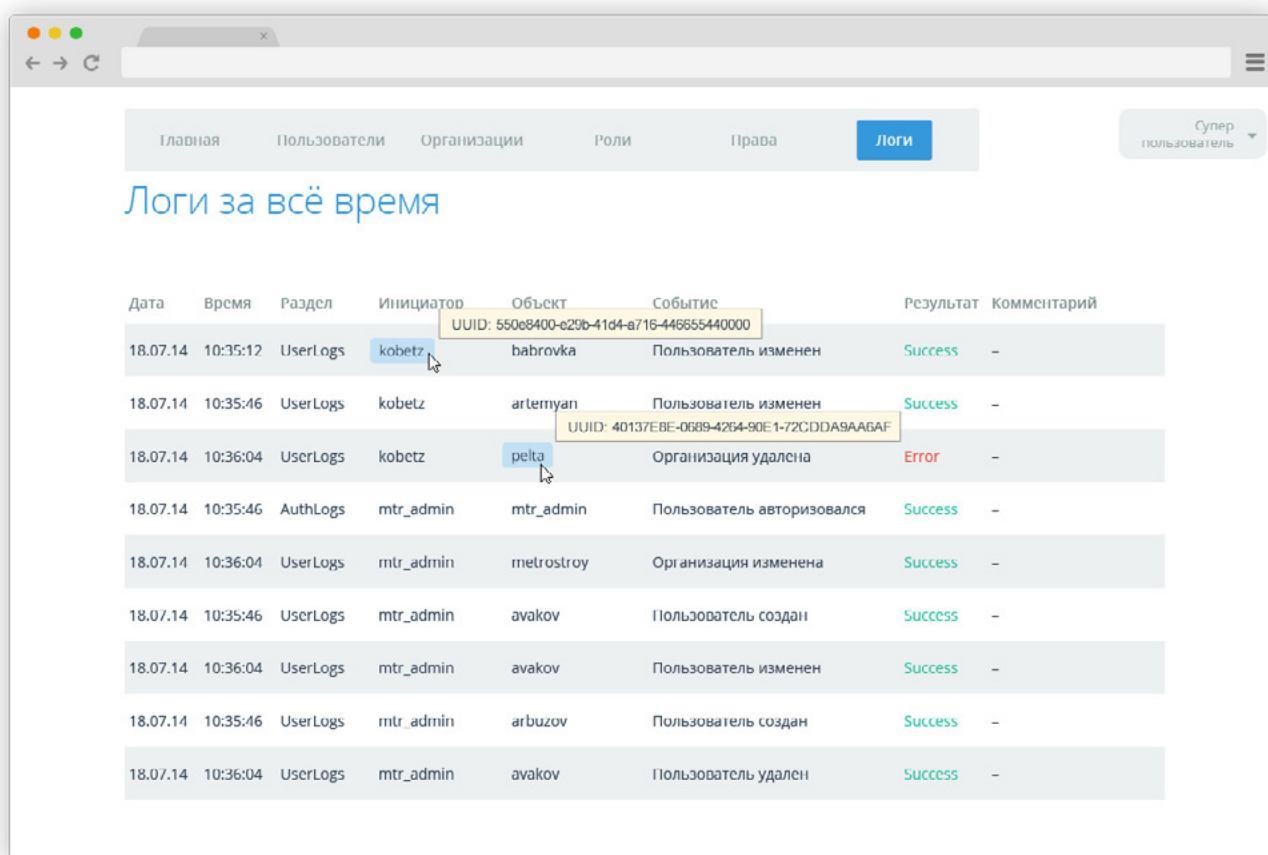 Главная Пользователи Организации Роли Права Логи
Супер
пользователь
Логи за всё время
Дата Время Раздел Инициатор Объект Событие Результат Комментарий
UUID: 550e8400-e29b-41d4-a716-446655440000
18.07.14 10:35:12 UserLogs kobetz babrovka Пользователь изменен Success –
18.07.14 10:35:46 UserLogs kobetz artemyan Пользователь изменен Success –
UUID: 40137E8E-0689-4264-90E1-72CDDA9AA6AF
18.07.14 10:36:04 UserLogs kobetz pelta Организация удалена Error –
18.07.14 10:35:46 AuthLogs mtr_admin mtr_admin Пользователь авторизовался Success –
18.07.14 10:36:04 UserLogs mtr_admin metrostroy Организация изменена Success –
18.07.14 10:35:46 UserLogs mtr_admin avakov Пользователь создан Success –
18.07.14 10:36:04 UserLogs mtr_admin avakov Пользователь изменен Success –
18.07.14 10:35:46 UserLogs mtr_admin arbuzov Пользователь создан Success –
18.07.14 10:36:04 UserLogs mtr_admin avakov Пользователь удален Success –